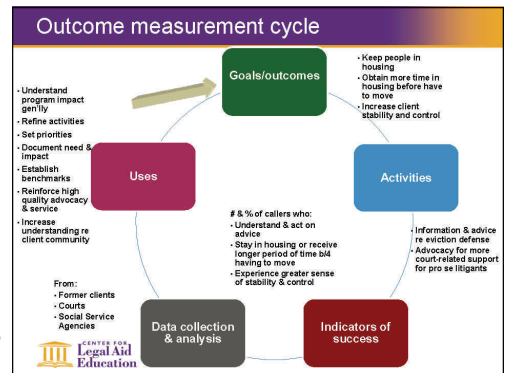 Outcome measurement cycle
Goals/outcomes
• Keep people in
housing
• Obtain more time in
housing before have
to move
• Increase client
stability and control
Activities
• Information & advice
re eviction defense
• Advocacy for more
court-related support
for pro se litigants
Indicators of
success
# & % of callers who:
• Understand & act on
advice
• Stay in housing or receive
longer period of time b/4
having to move
• Experience greater sense
of stability & control
Data collection
& analysis
From:
• Former clients
• Courts
• Social Service
Agencies
Uses
• Understand
program impact
gen'lly
• Refine activities
• Set priorities
• Document need &
impact
• Establish
benchmarks
• Reinforce high
quality advocacy
& service
• Increase
understanding re
client community
CENTER FOR
Legal Aid
Education